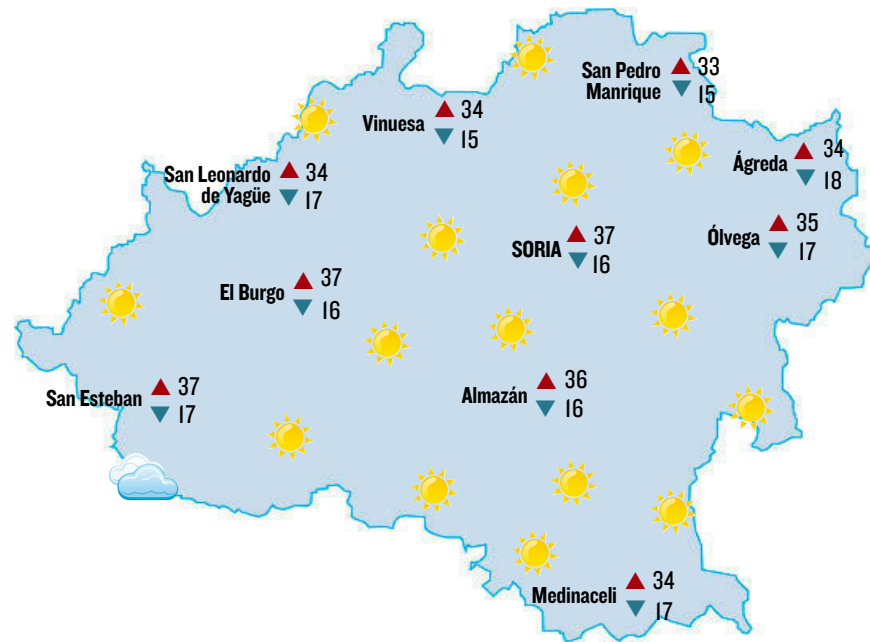 San Pedro
Manrique
33
15
Vinuesa
34
15
Ágreda
34
18
San Leonardo
de Yagüe
34
17
Ólvega
35
17
SORIA
37
16
El Burgo
37
16
Almazán
36
16
San Esteban
37
17
Medinaceli
34
17